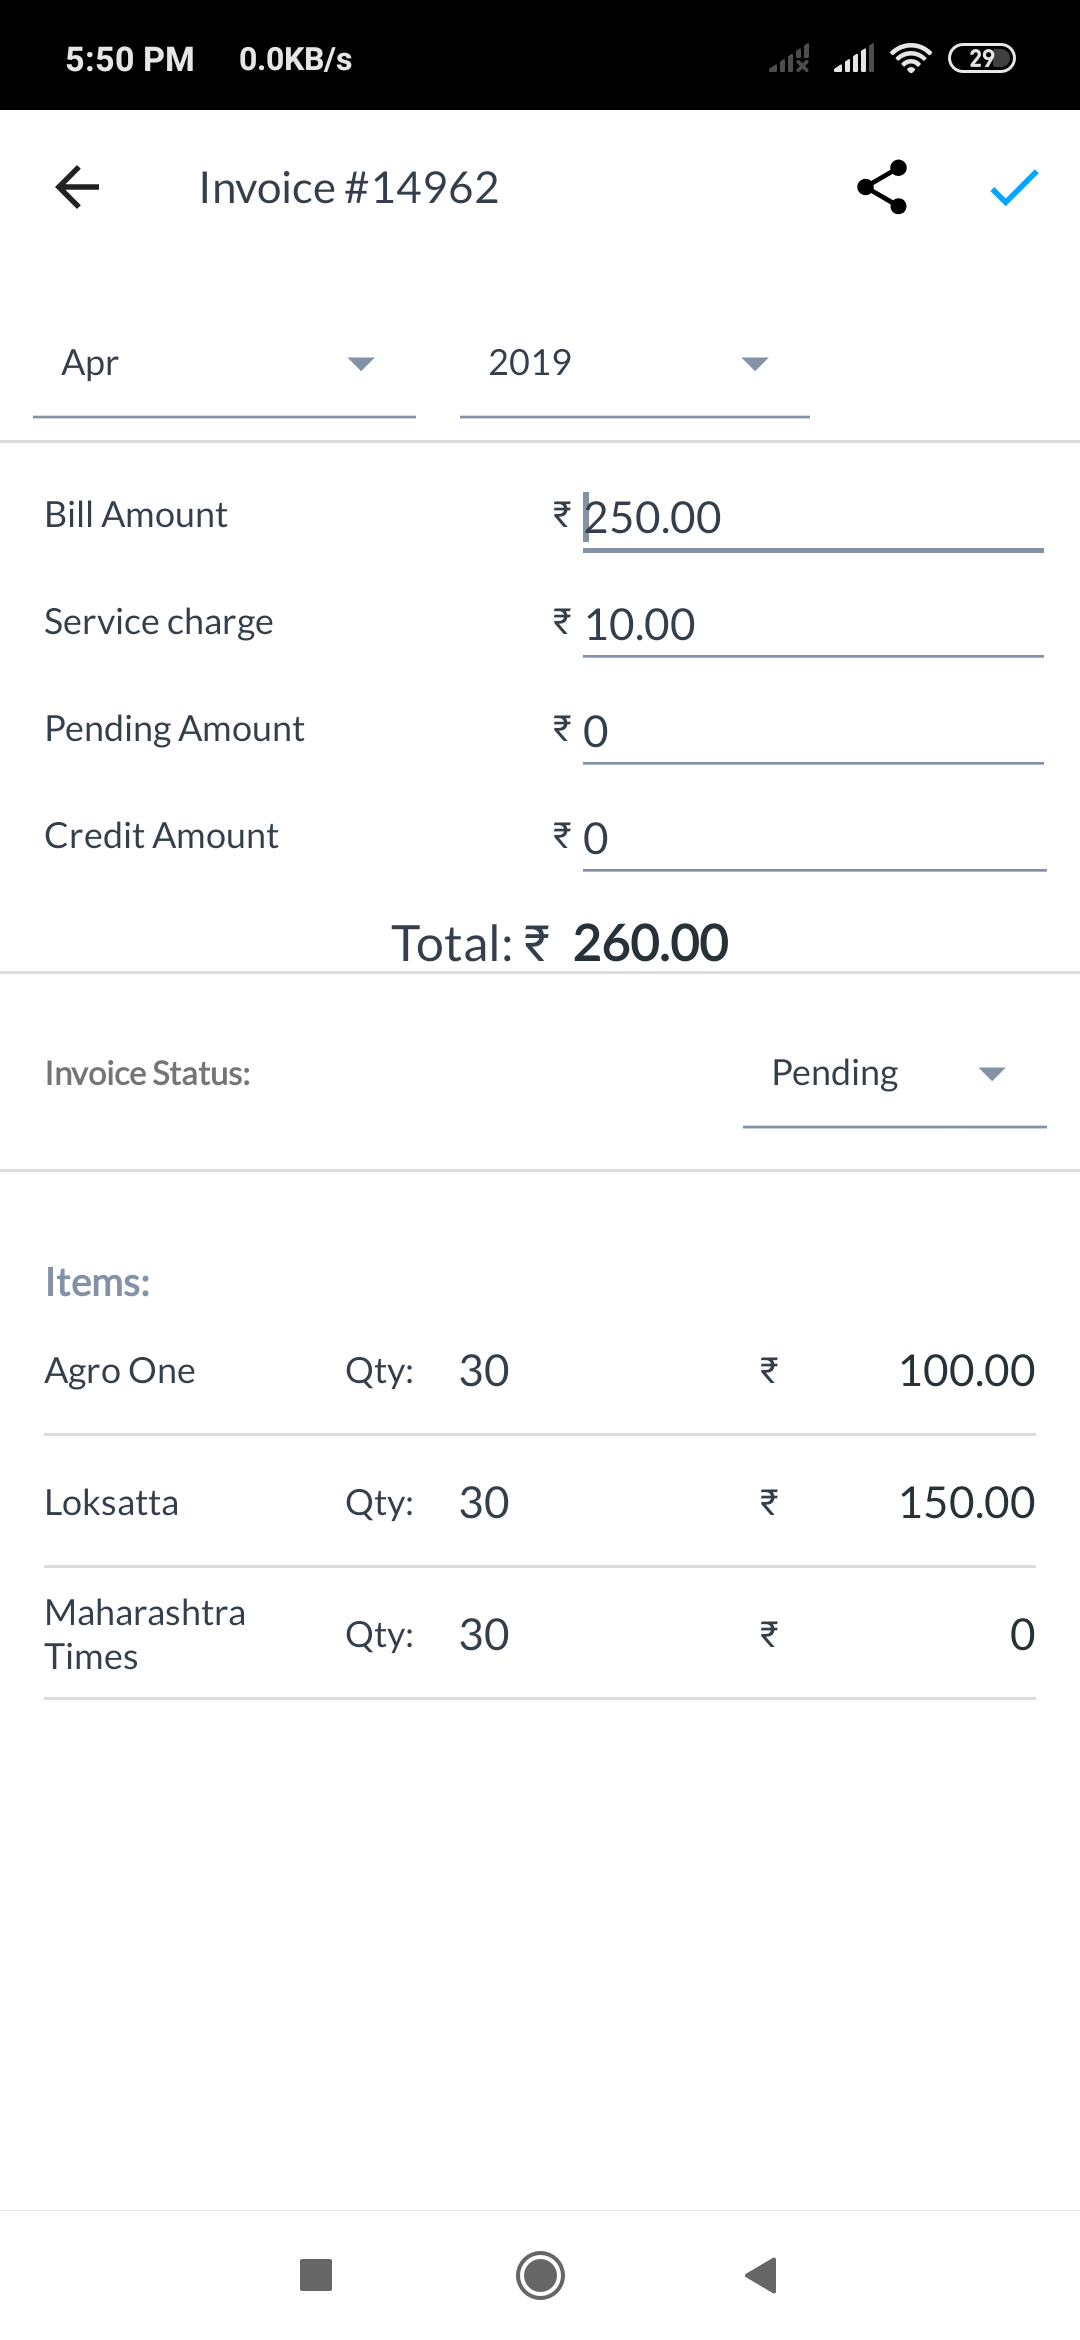 5:50 PM 0.0KB/s 29
Invoice #14962
Apr 2019
Bill Amount ₹ 250.00
Service charge ₹ 10.00
Pending Amount ₹ 0
Credit Amount ₹ 0
Total: ₹ 260.00
Invoice Status: Pending
Items:
Agro One Qty: 30 ₹ 100.00
Loksatta Qty: 30 ₹ 150.00
Maharashtra
Times Qty: 30 ₹ 0